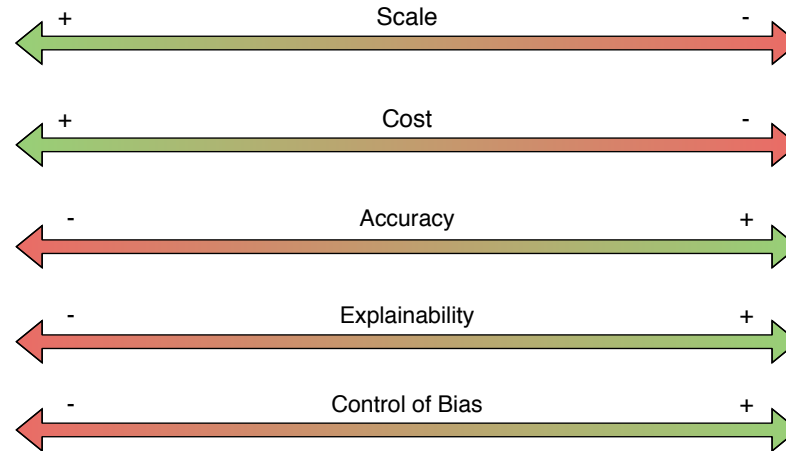 + Scale -
+ Cost -
- Accuracy +
- Explainability +
- Control of Bias +